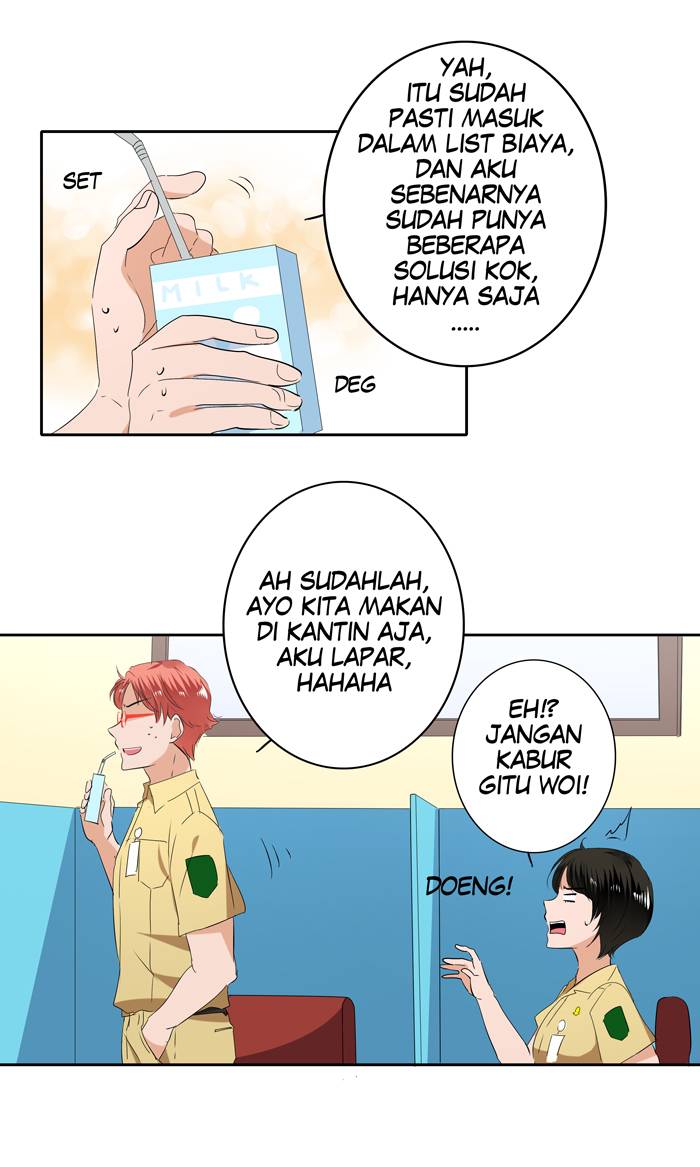 YAH,
ITU SUDAH
PASTI MASUK
DALAM LIST BIAYA,
DAN AKU
SEBENARNYA
SUDAH PUNYA
BEBERAPA
SOLUSI KOK,
HANYA SAJA
.....
SET
MILK
DEG
AH SUDAHLAH,
AYO KITA MAKAN
DI KANTIN AJA,
AKU LAPAR,
HAHAHA
EH!?
JANGAN
KABUR
GITU WOI!
DOENG!